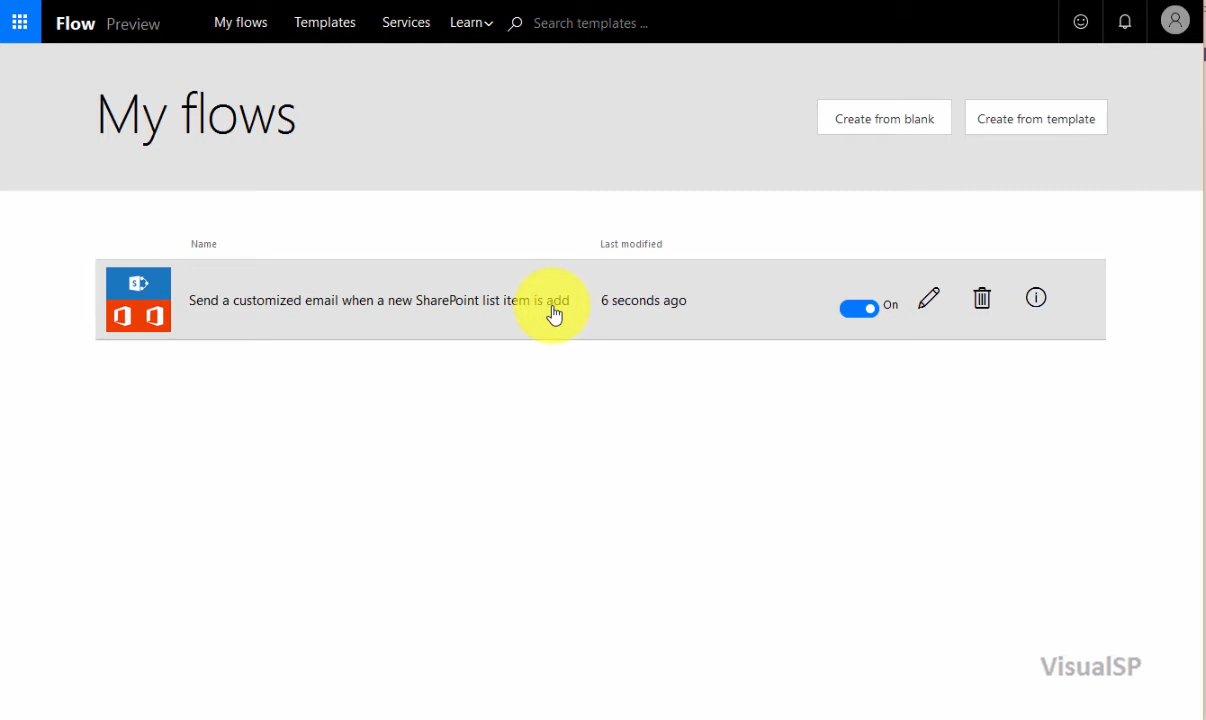 Flow Preview My flows Templates Services Learn Search templates ...
My flows
Create from blank Create from template
Name Last modified
Send a customized email when a new SharePoint list item is add 6 seconds ago On
VisualSP